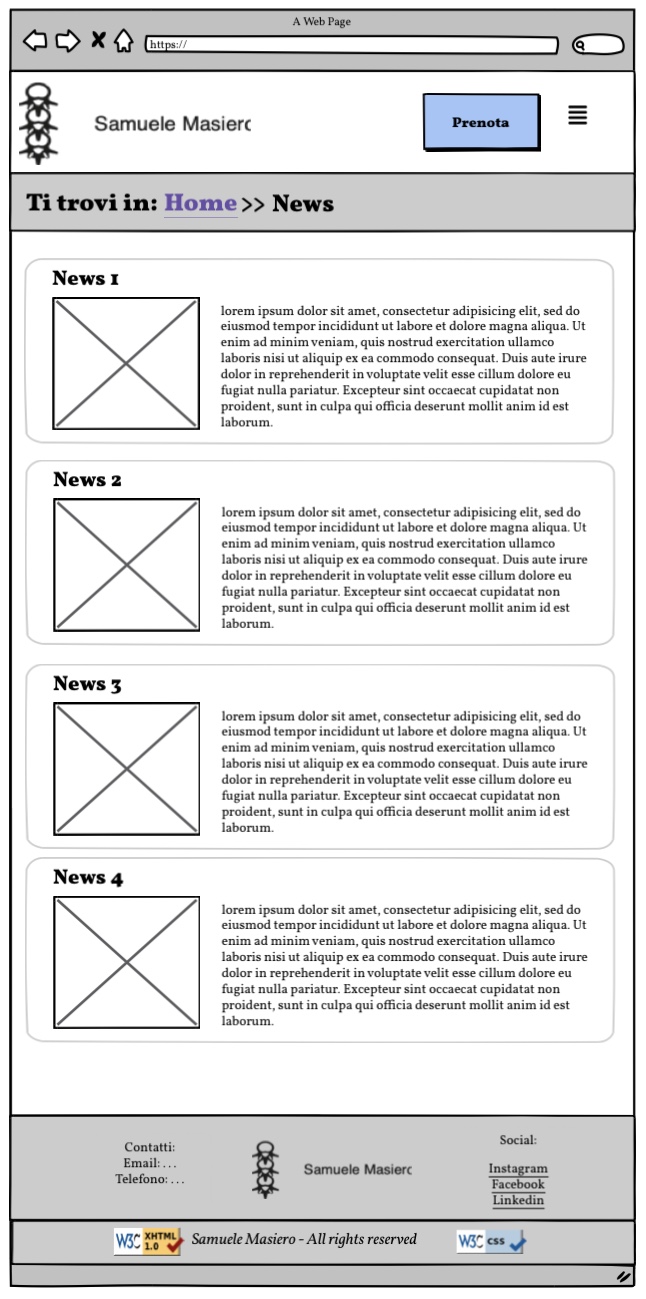 A Web Page
https://
Samuele Masiero
Prenota
Ti trovi in: Home >> News
News 1
lorem ipsum dolor sit amet, consectetur adipisicing elit, sed do
eiusmod tempor incididunt ut labore et dolore magna aliqua. Ut
enim ad minim veniam, quis nostrud exercitation ullamco
laboris nisi ut aliquip ex ea commodo consequat. Duis aute irure
dolor in reprehenderit in voluptate velit esse cillum dolore eu
fugiat nulla pariatur. Excepteur sint occaecat cupidatat non
proident, sunt in culpa qui officia deserunt mollit anim id est
laborum.
News 2
lorem ipsum dolor sit amet, consectetur adipisicing elit, sed do
eiusmod tempor incididunt ut labore et dolore magna aliqua. Ut
enim ad minim veniam, quis nostrud exercitation ullamco
laboris nisi ut aliquip ex ea commodo consequat. Duis aute irure
dolor in reprehenderit in voluptate velit esse cillum dolore eu
fugiat nulla pariatur. Excepteur sint occaecat cupidatat non
proident, sunt in culpa qui officia deserunt mollit anim id est
laborum.
News 3
lorem ipsum dolor sit amet, consectetur adipisicing elit, sed do
eiusmod tempor incididunt ut labore et dolore magna aliqua. Ut
enim ad minim veniam, quis nostrud exercitation ullamco
laboris nisi ut aliquip ex ea commodo consequat. Duis aute irure
dolor in reprehenderit in voluptate velit esse cillum dolore eu
fugiat nulla pariatur. Excepteur sint occaecat cupidatat non
proident, sunt in culpa qui officia deserunt mollit anim id est
laborum.
News 4
lorem ipsum dolor sit amet, consectetur adipisicing elit, sed do
eiusmod tempor incididunt ut labore et dolore magna aliqua. Ut
enim ad minim veniam, quis nostrud exercitation ullamco
laboris nisi ut aliquip ex ea commodo consequat. Duis aute irure
dolor in reprehenderit in voluptate velit esse cillum dolore eu
fugiat nulla pariatur. Excepteur sint occaecat cupidatat non
proident, sunt in culpa qui officia deserunt mollit anim id est
laborum.
Contatti:
Email: . . .
Telefono: . . .
Samuele Masiero
Social:
Instagram
Facebook
Linkedin
W3C XHTML 1.0
Samuele Masiero - All rights reserved
W3C css